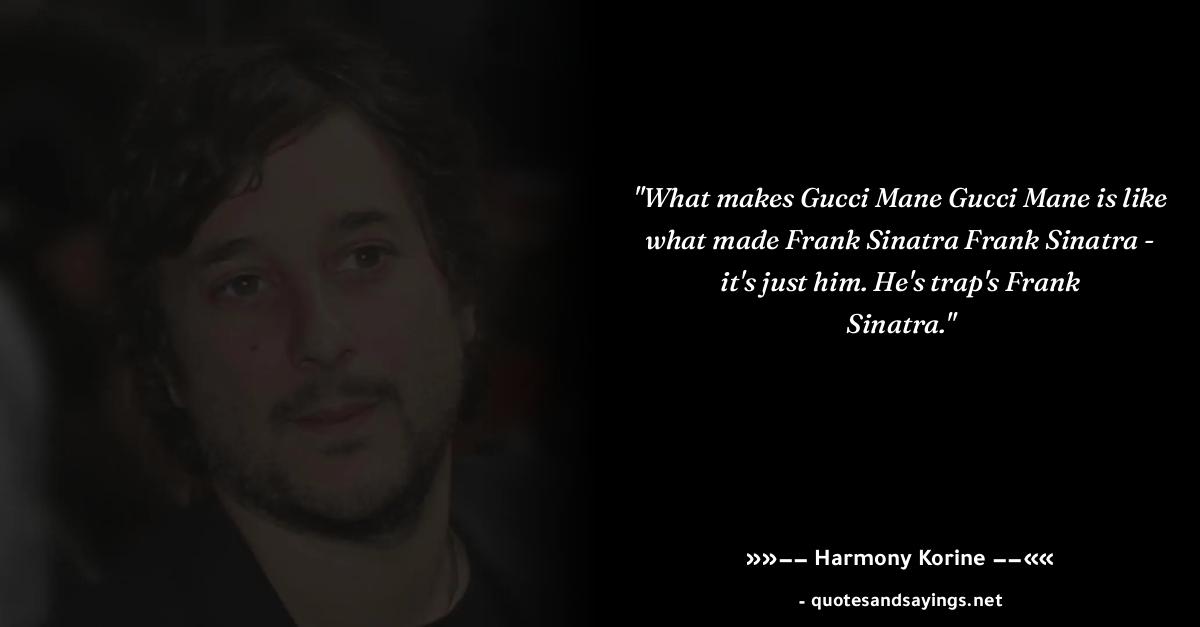 "What makes Gucci Mane Gucci Mane is like
what made Frank Sinatra Frank Sinatra -
it's just him. He's trap's Frank
Sinatra."
»»−− Harmony Korine −−««
- quotesandsayings.net